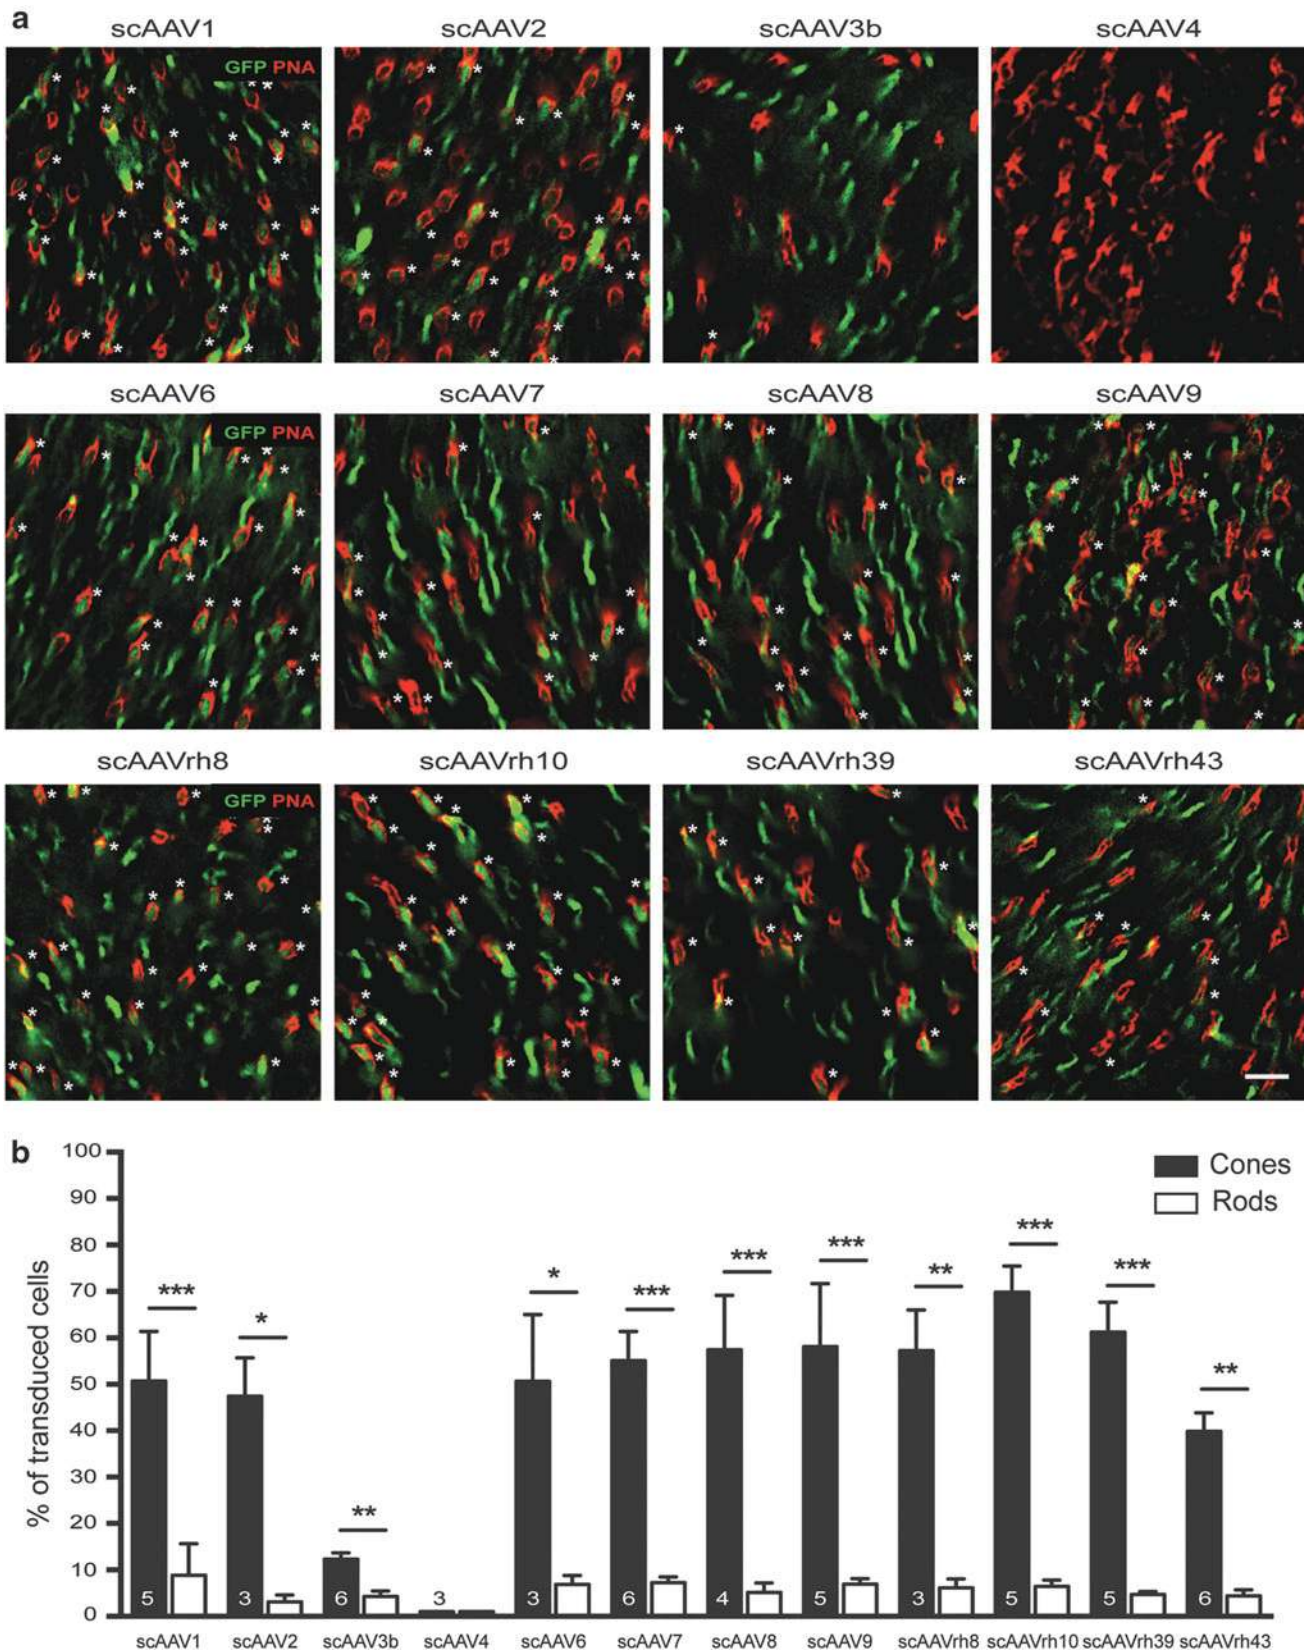 a
scAAV1 scAAV2 scAAV3b scAAV4
GFP PNA
scAAV6 scAAV7 scAAV8 scAAV9
GFP PNA
scAAVrh8 scAAVrh10 scAAVrh39 scAAVrh43
GFP PNA
b
% of transduced cells
100
90
80
70
60
50
40
30
20
10
0
Cones
Rods
*** * ** * *** *** *** ** *** *** **
5 3 6 3 3 6 4 5 3 5 5 6
scAAV1 scAAV2 scAAV3b scAAV4 scAAV6 scAAV7 scAAV8 scAAV9 scAAVrh8 scAAVrh10 scAAVrh39 scAAVrh43